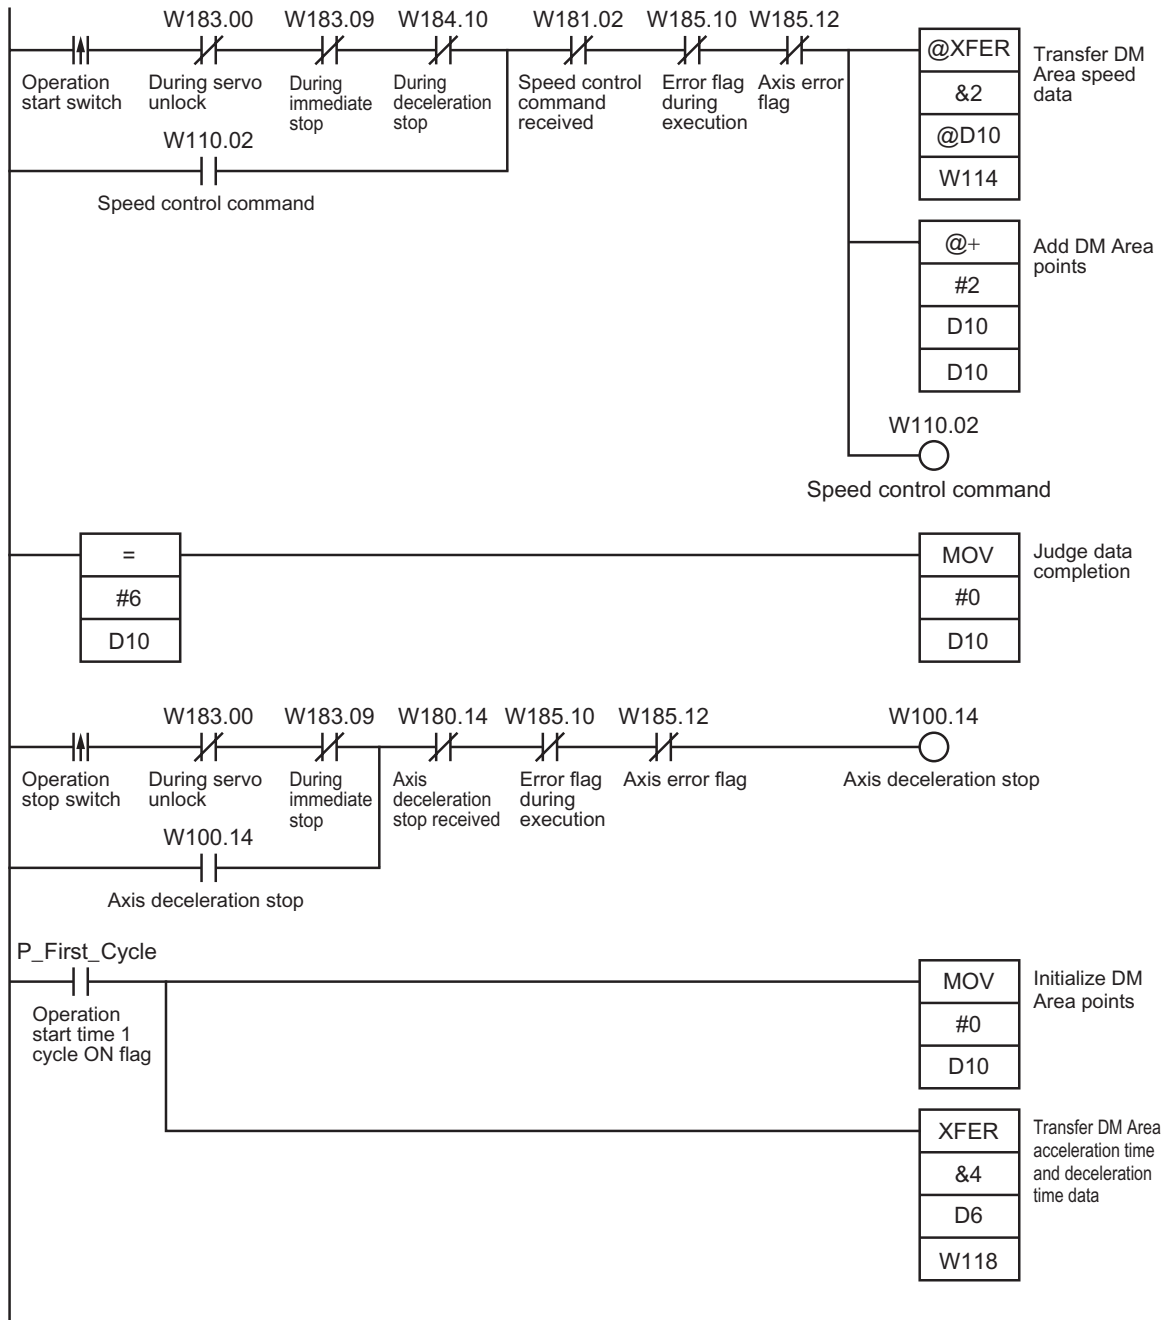 W183.00 W183.09 W184.10 W181.02 W185.10 W185.12
Operation
start switch
During servo
unlock
During
immediate
stop
During
deceleration
stop
Speed control
command
received
Error flag
during
execution
Axis error
flag
@XFER
&2
@D10
W114
Transfer DM
Area speed
data
W110.02
Speed control command
@+
#2
D10
D10
Add DM Area
points
W110.02
Speed control command
=
#6
D10
MOV
#0
D10
Judge data
completion
W183.00 W183.09 W180.14 W185.10 W185.12 W100.14
Operation
stop switch
During servo
unlock
During
immediate
stop
Axis
deceleration
stop received
Error flag
during
execution
Axis error flag
Axis deceleration stop
W100.14
Axis deceleration stop
P_First_Cycle
Operation
start time 1
cycle ON flag
MOV
#0
D10
Initialize DM
Area points
XFER
&4
D6
W118
Transfer DM Area
acceleration time
and deceleration
time data